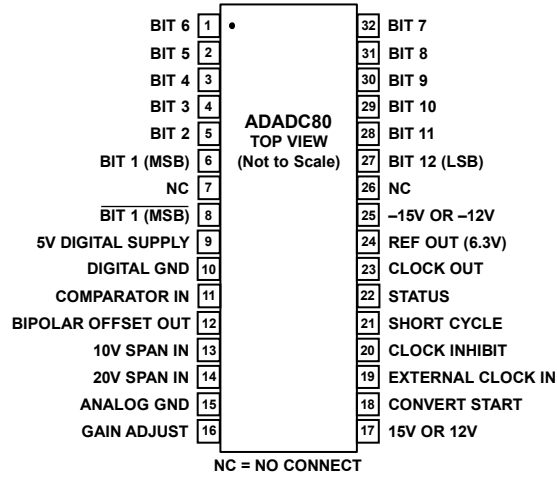 BIT 6 1 32 BIT 7
BIT 5 2 31 BIT 8
BIT 4 3 30 BIT 9
BIT 3 4 29 BIT 10
BIT 2 5 28 BIT 11
BIT 1 (MSB) 6 27 BIT 12 (LSB)
NC 7 26 NC
BIT 1 (MSB) 8 25 –15V OR –12V
5V DIGITAL SUPPLY 9 24 REF OUT (6.3V)
DIGITAL GND 10 23 CLOCK OUT
COMPARATOR IN 11 22 STATUS
BIPOLAR OFFSET OUT 12 21 SHORT CYCLE
10V SPAN IN 13 20 CLOCK INHIBIT
20V SPAN IN 14 19 EXTERNAL CLOCK IN
ANALOG GND 15 18 CONVERT START
GAIN ADJUST 16 17 15V OR 12V
ADADC80
TOP VIEW
(Not to Scale)
NC = NO CONNECT